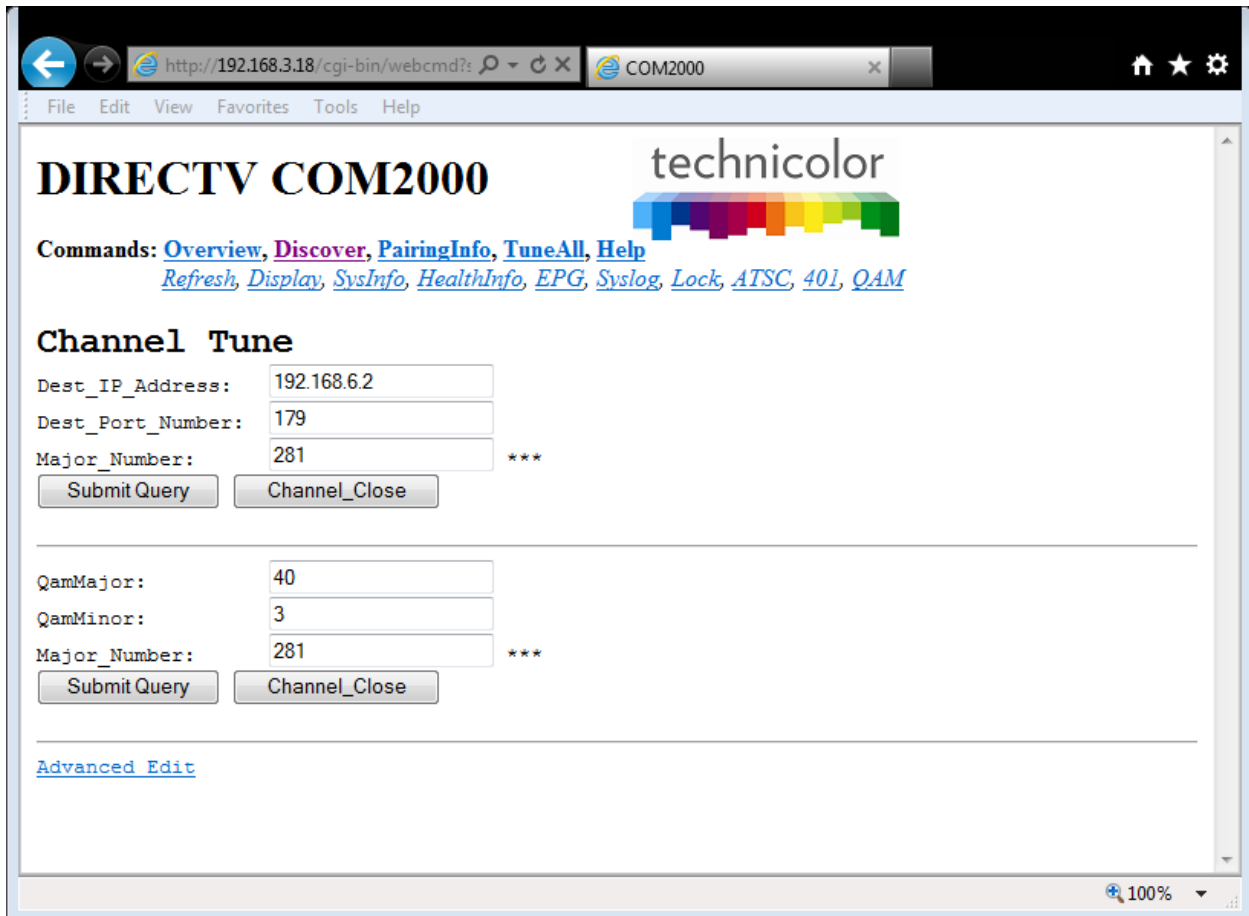 http://192.168.3.18/cgi-bin/webcmd?s
COM2000
File Edit View Favorites Tools Help
DIRECTV COM2000
technicolor
Commands: Overview, Discover, PairingInfo, TuneAll, Help
Refresh, Display, SysInfo, HealthInfo, EPG, Syslog, Lock, ATSC, 401, QAM
Channel Tune
Dest_IP_Address: 192.168.6.2
Dest_Port_Number: 179
Major_Number: 281 ***
Submit Query Channel_Close
QamMajor: 40
QamMinor: 3
Major_Number: 281 ***
Submit Query Channel_Close
Advanced Edit
100%